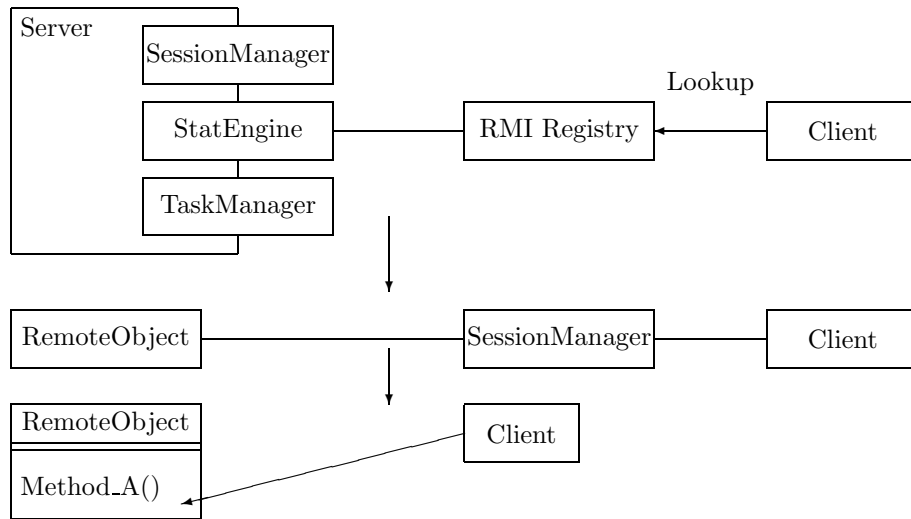 Server
SessionManager
Lookup
StatEngine
RMI Registry
Client
TaskManager
RemoteObject
SessionManager
Client
RemoteObject
Client
Method_A()